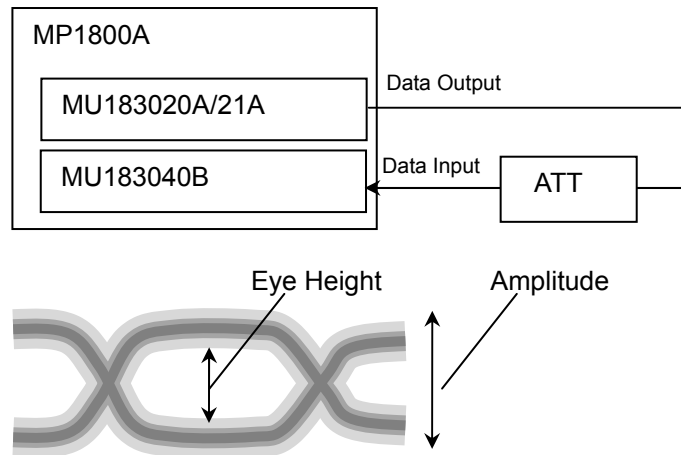 MP1800A
Data Output
MU183020A/21A
Data Input
MU183040B
ATT
Eye Height
Amplitude